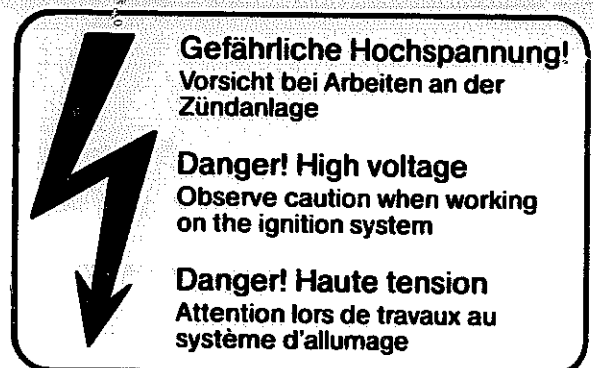 Gefährliche Hochspannung!
Vorsicht bei Arbeiten an der
Zündanlage
Danger! High voltage
Observe caution when working
on the ignition system
Danger! Haute tension
Attention lors de travaux au
système d'allumage